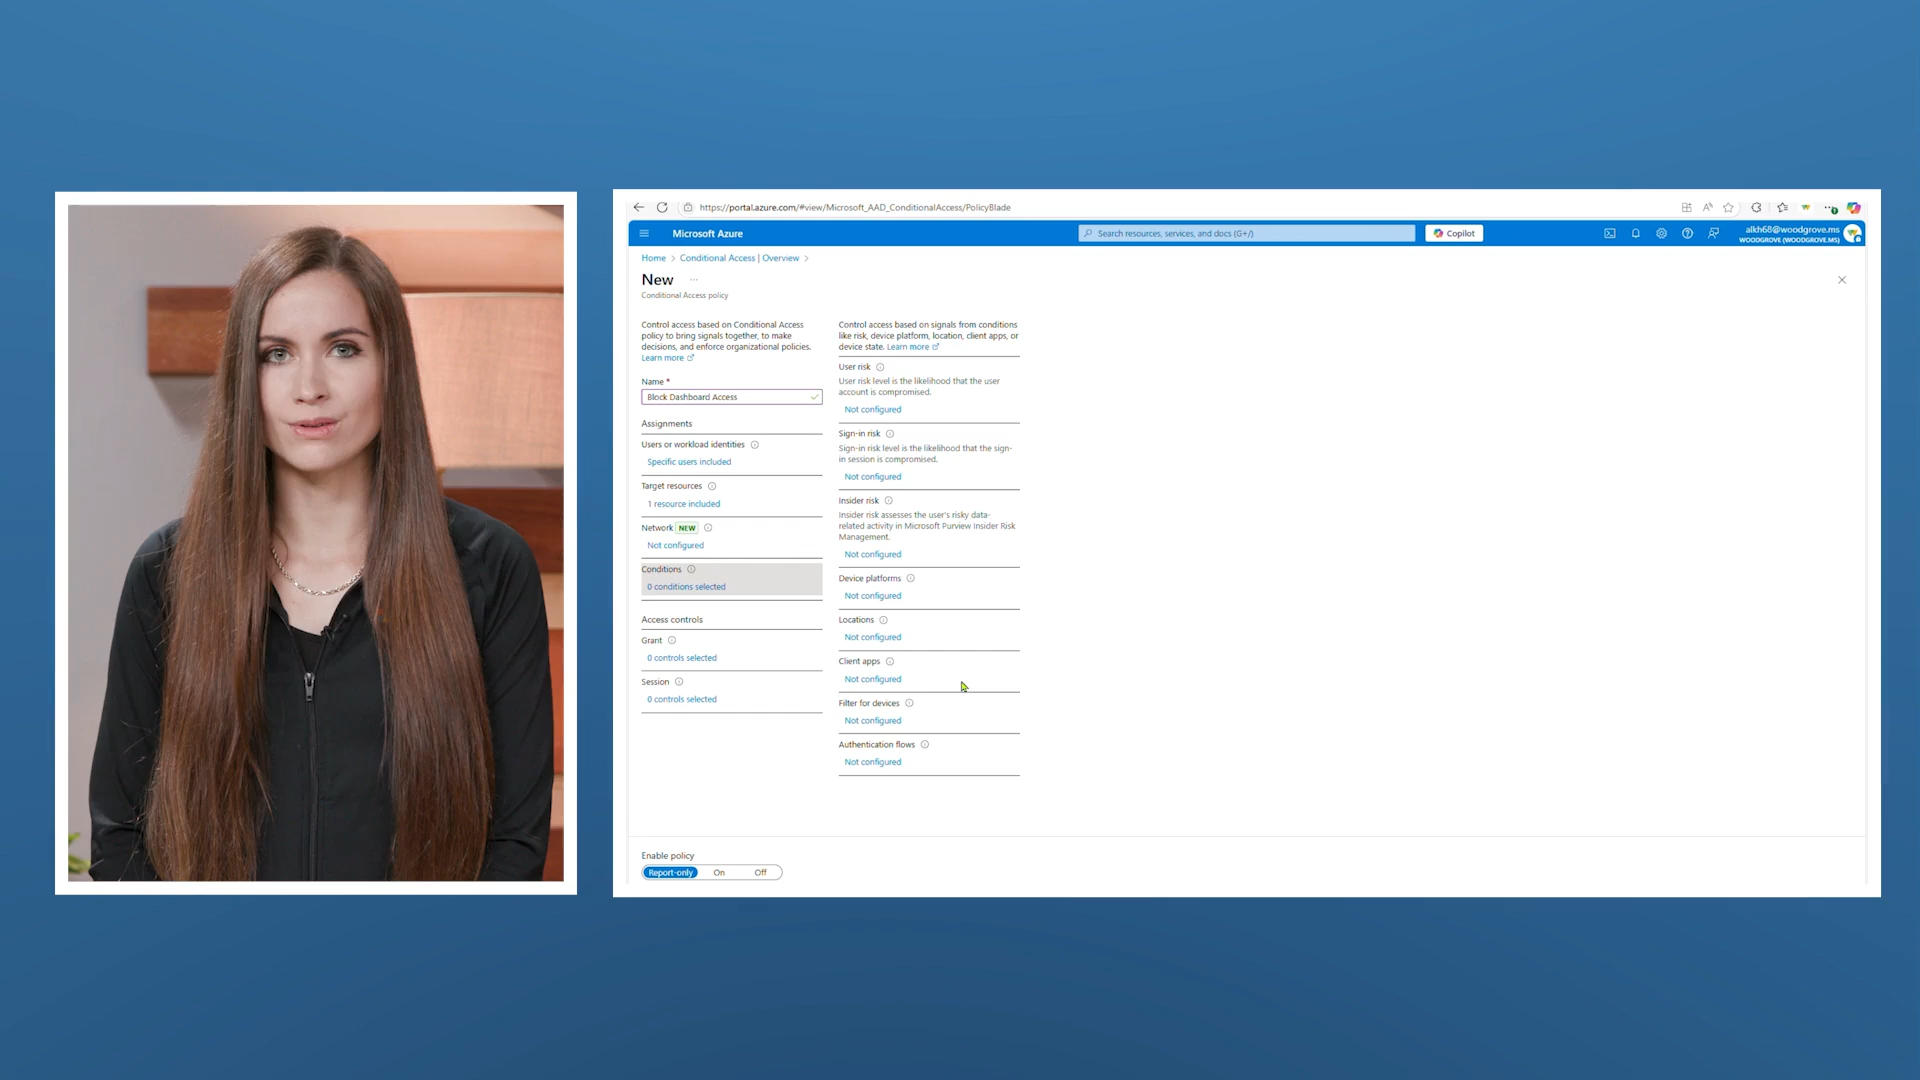 https://portal.azure.com/#view/Microsoft_AAD_ConditionalAccess/PolicyBlade
Microsoft Azure
Search resources, services, and docs (G+/)
Copilot
alkh68@woodgrove.ms
WOODGROVE (WOODGROVE.MS)
Home > Conditional Access | Overview >
New ...
Conditional Access policy
Control access based on Conditional Access
policy to bring signals together, to make
decisions, and enforce organizational policies.
Learn more
Name *
Block Dashboard Access
Assignments
Users or workload identities
Specific users included
Target resources
1 resource included
Network NEW
Not configured
Conditions
0 conditions selected
Access controls
Grant
0 controls selected
Session
0 controls selected
Control access based on signals from conditions
like risk, device platform, location, client apps, or
device state. Learn more
User risk
User risk level is the likelihood that the user
account is compromised.
Not configured
Sign-in risk
Sign-in risk level is the likelihood that the sign-
in session is compromised.
Not configured
Insider risk
Insider risk assesses the user's risky data-
related activity in Microsoft Purview Insider Risk
Management.
Not configured
Device platforms
Not configured
Locations
Not configured
Client apps
Not configured
Filter for devices
Not configured
Authentication flows
Not configured
Enable policy
Report-only On Off